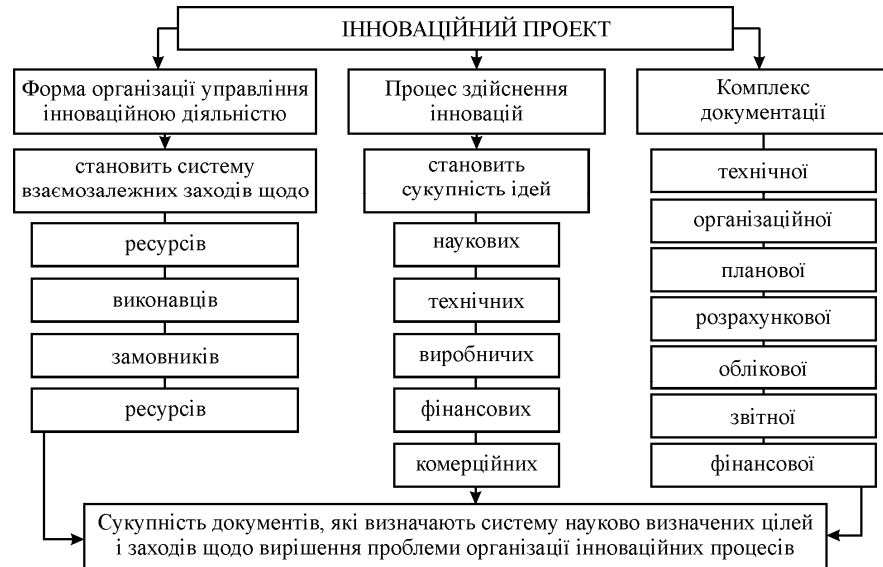 ІННОВАЦІЙНИЙ ПРОЕКТ
Форма організації управління
інноваційною діяльністю
становить систему
взаємозалежних заходів щодо
ресурсів
виконавців
замовників
ресурсів
Процес здійснення
інновацій
становить
сукупність ідей
наукових
технічних
виробничих
фінансових
комерційних
Комплекс
документації
технічної
організаційної
планової
розрахункової
облікової
звітної
фінансової
Сукупність документів, які визначають систему науково визначених цілей
і заходів щодо вирішення проблеми організації інноваційних процесів